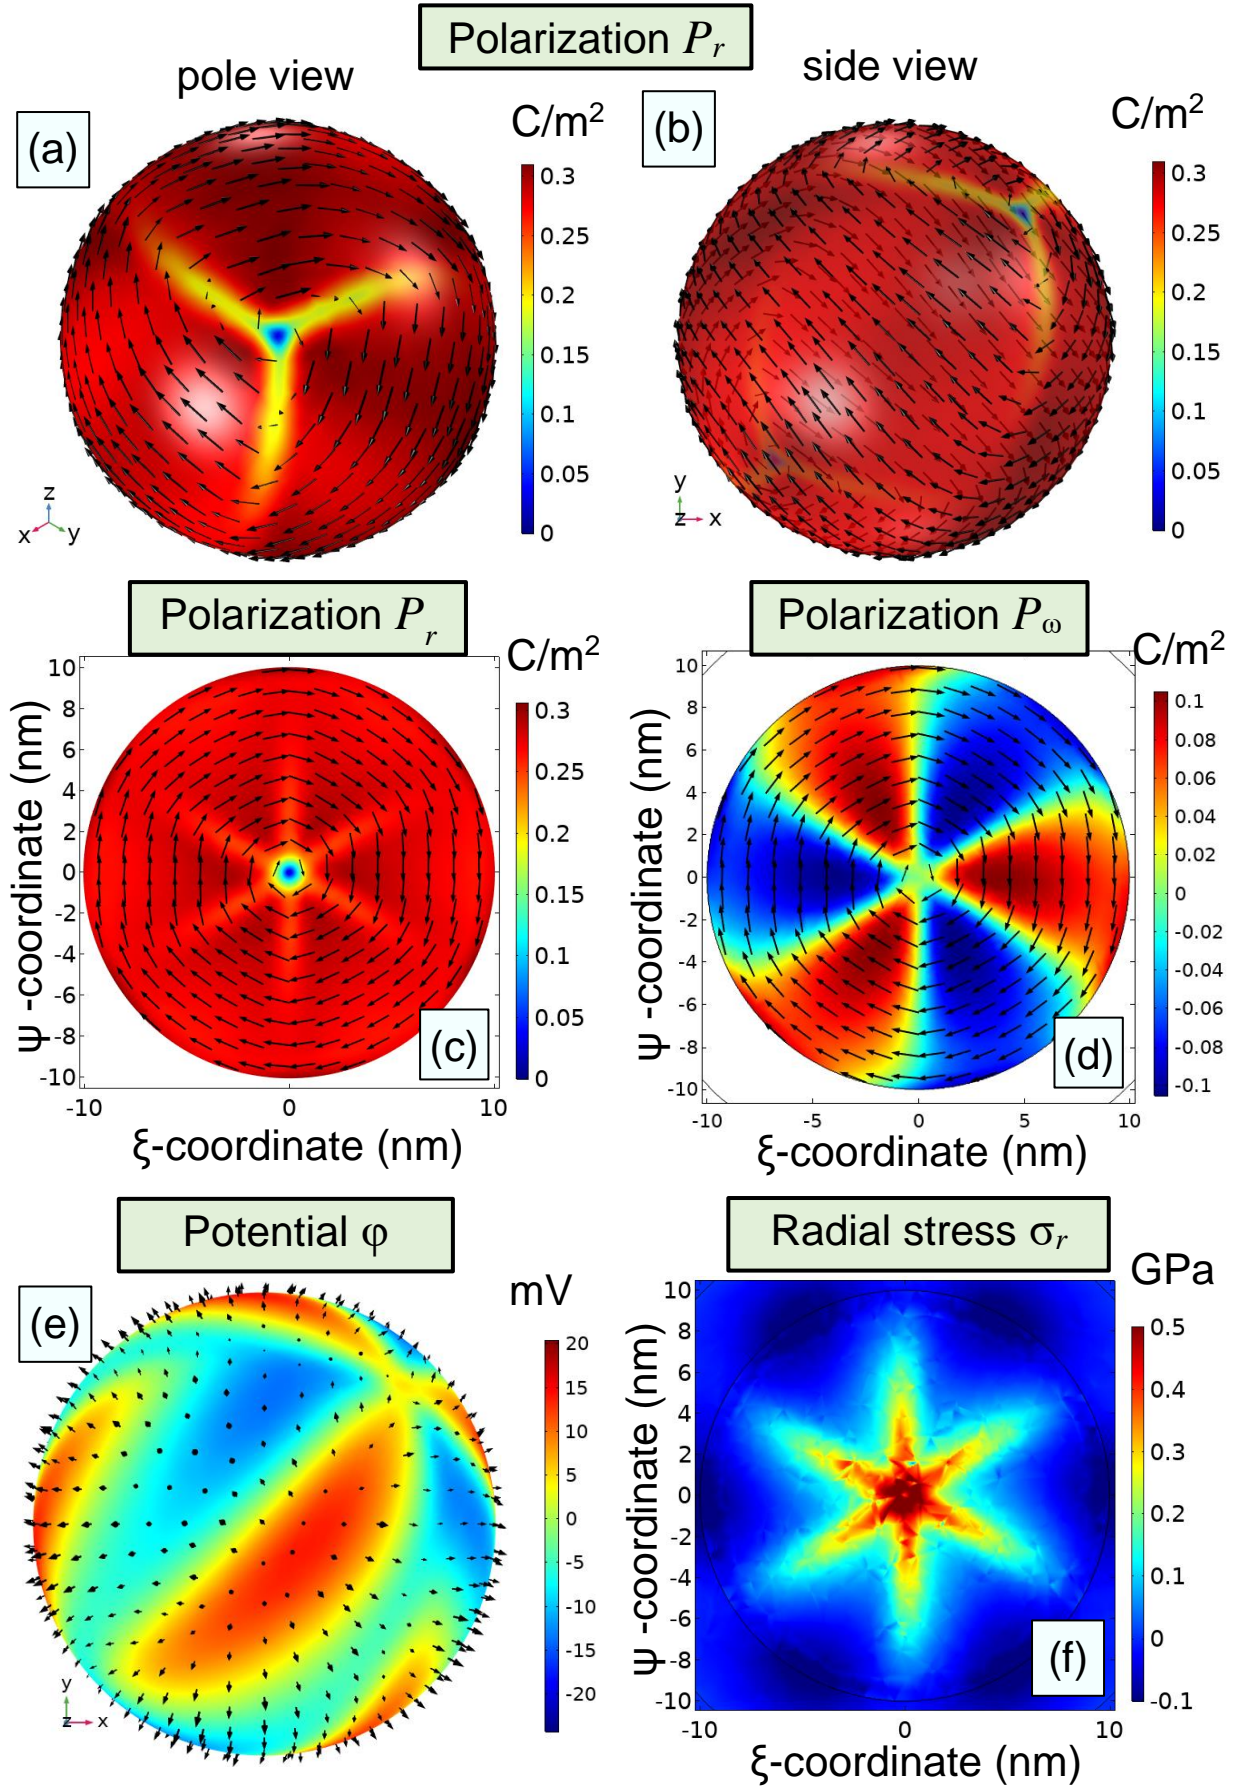 Polarization Pr
pole view
side view
(a)
C/m2
0.3
0.25
0.2
0.15
0.1
0.05
0
z
x
y
(b)
C/m2
0.3
0.25
0.2
0.15
0.1
0.05
0
y
z
x
Polarization Pr
C/m2
10
8
6
4
2
0
-2
-4
-6
-8
-10
-10
0
10
ψ -coordinate (nm)
ξ-coordinate (nm)
(c)
0.3
0.25
0.2
0.15
0.1
0.05
0
Polarization Pω
C/m2
10
8
6
4
2
0
-2
-4
-6
-8
-10
-10
-5
0
5
10
ψ -coordinate (nm)
ξ-coordinate (nm)
(d)
0.1
0.08
0.06
0.04
0.02
0
-0.02
-0.04
-0.06
-0.08
-0.1
Potential φ
(e)
mV
20
15
10
5
0
-5
-10
-15
-20
y
z
x
Radial stress σr
GPa
10
8
6
4
2
0
-2
-4
-6
-8
-10
-10
0
10
ψ -coordinate (nm)
ξ-coordinate (nm)
(f)
0.5
0.4
0.3
0.2
0.1
0
-0.1